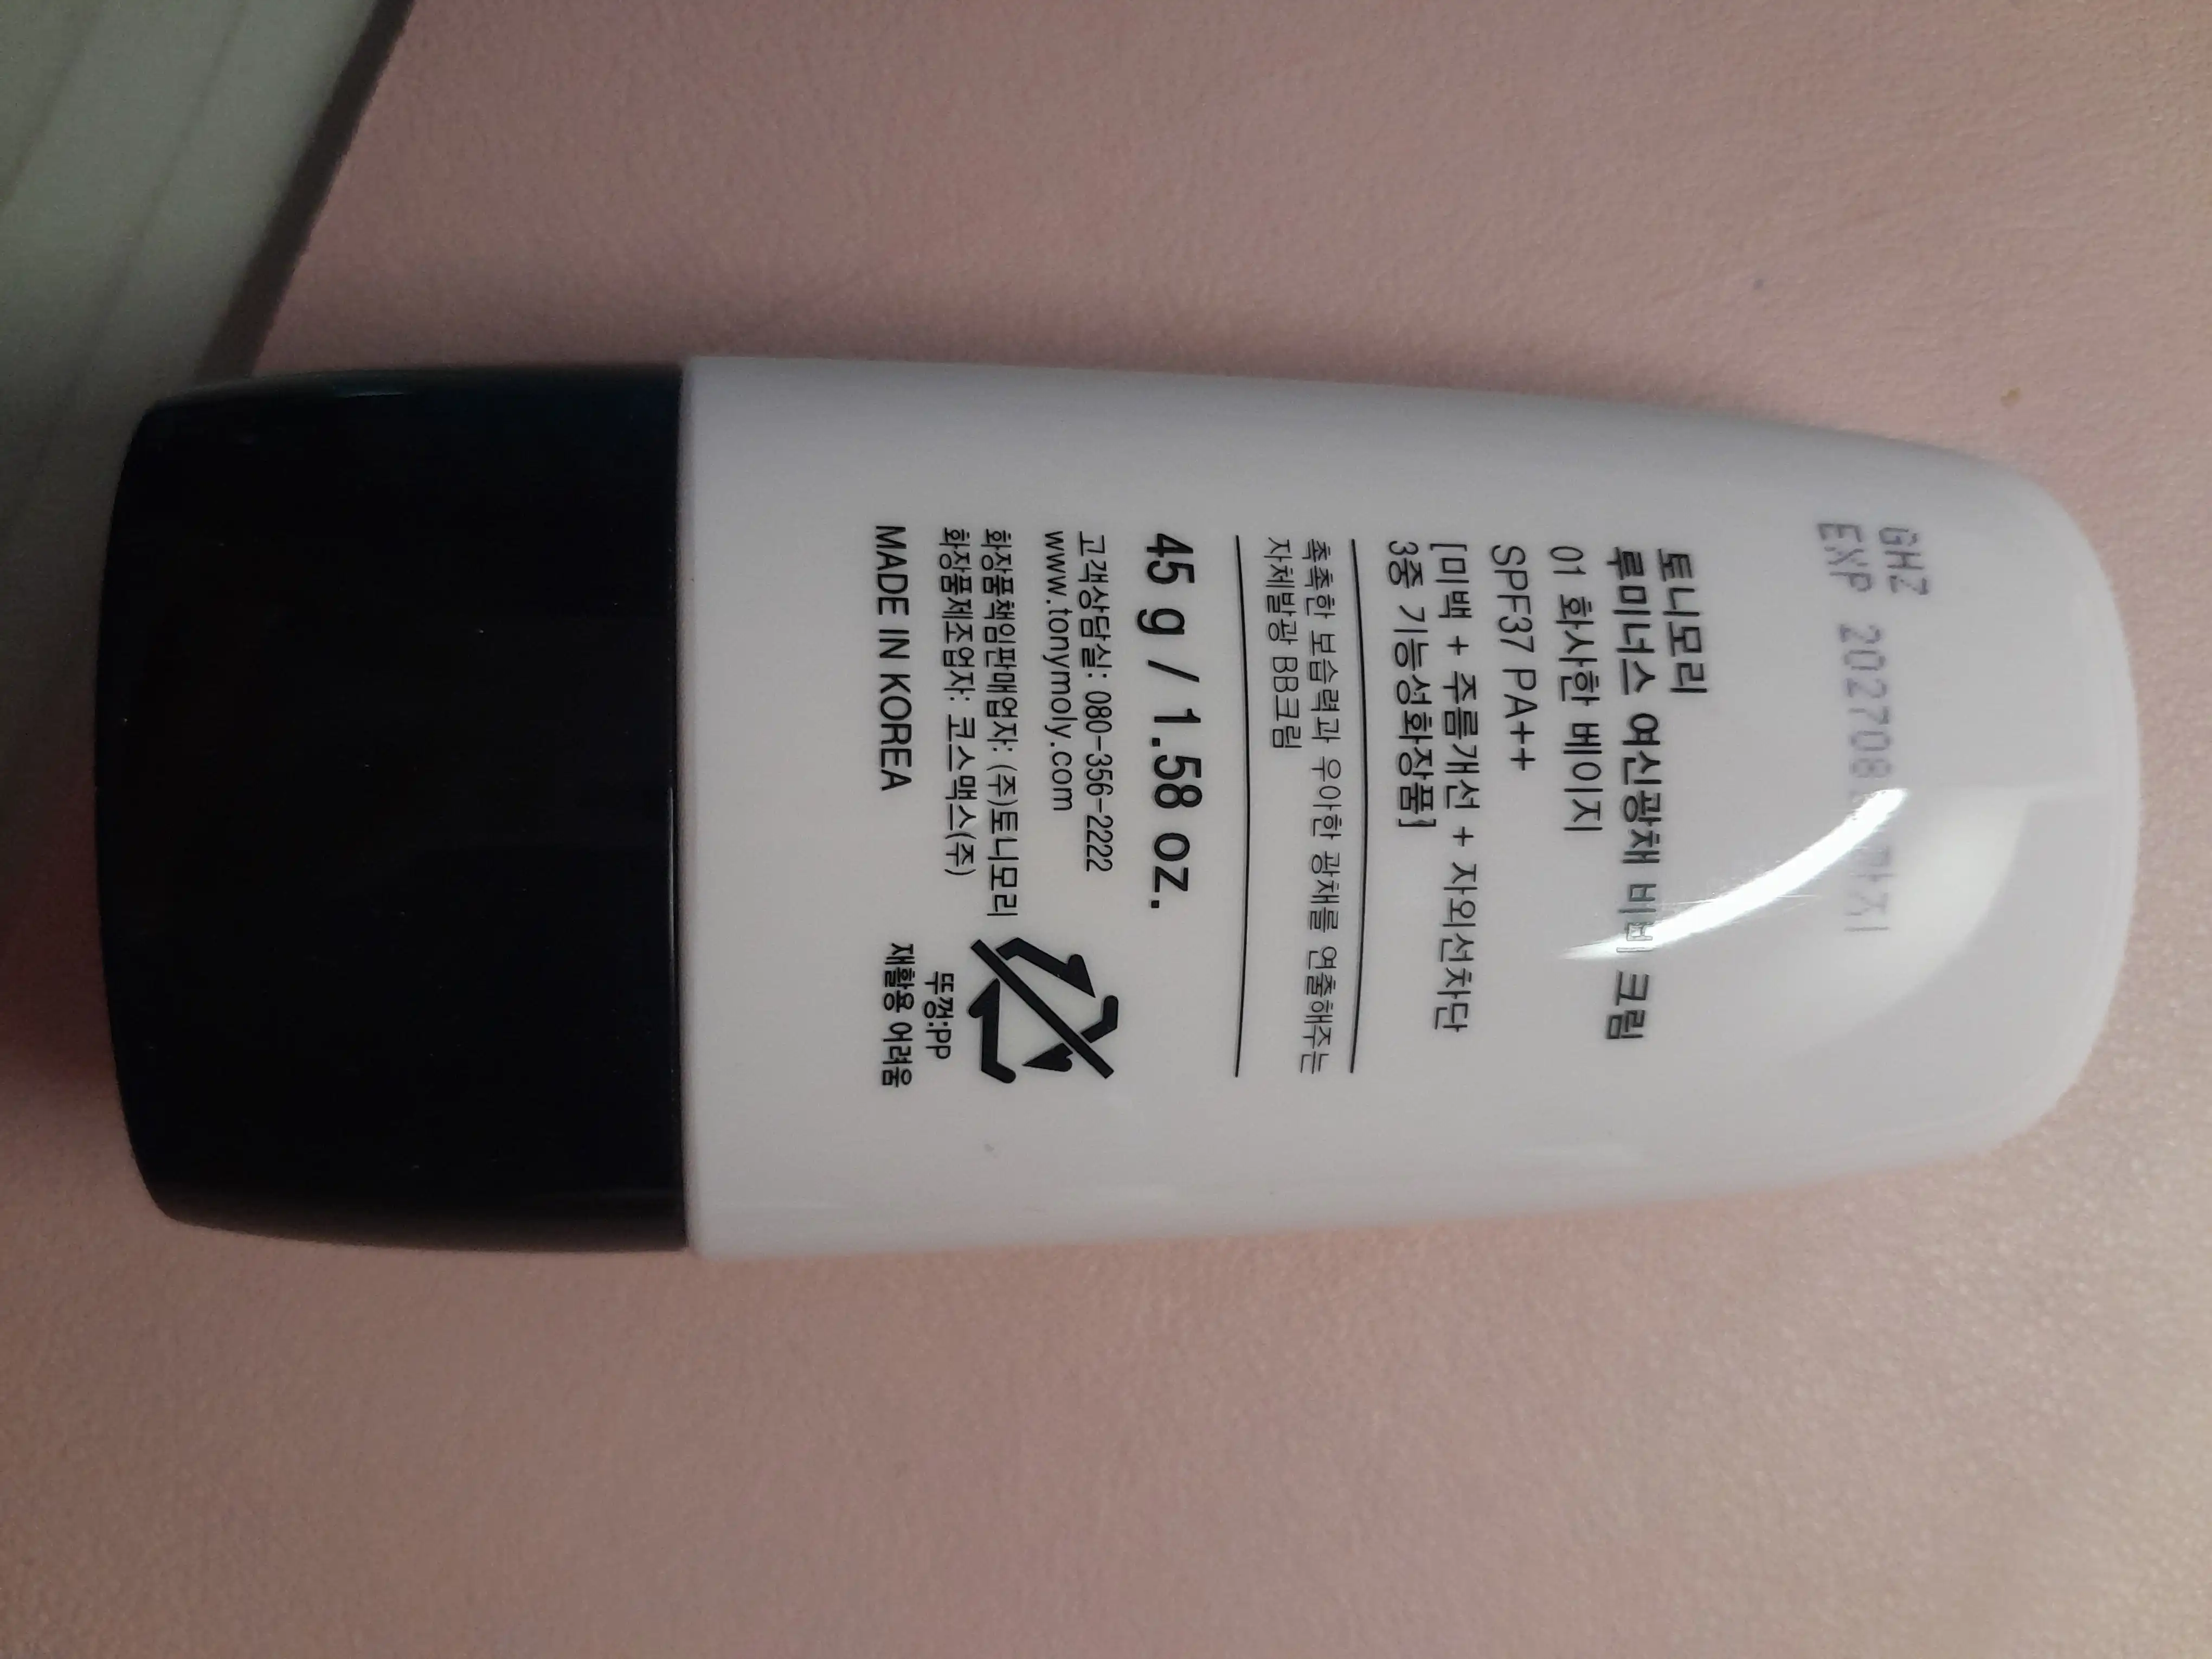 GHZ
EXP
토니모리
루미너스 여신광채 비비 크림
01 화사한 베이지
SPF37 PA++
[미백 + 주름개선 + 자외선차단
3중 기능성화장품]
촉촉한 보습력과 우아한 광채를 연출해주는
자체발광 BB크림
45 g / 1.58 oz.
고객상담실: 080-356-2222
www.tonymoly.com
화장품책임판매업자: (주)토니모리
화장품제조업자: 코스맥스(주)
MADE IN KOREA
뚜껑:PP
재활용 어려움